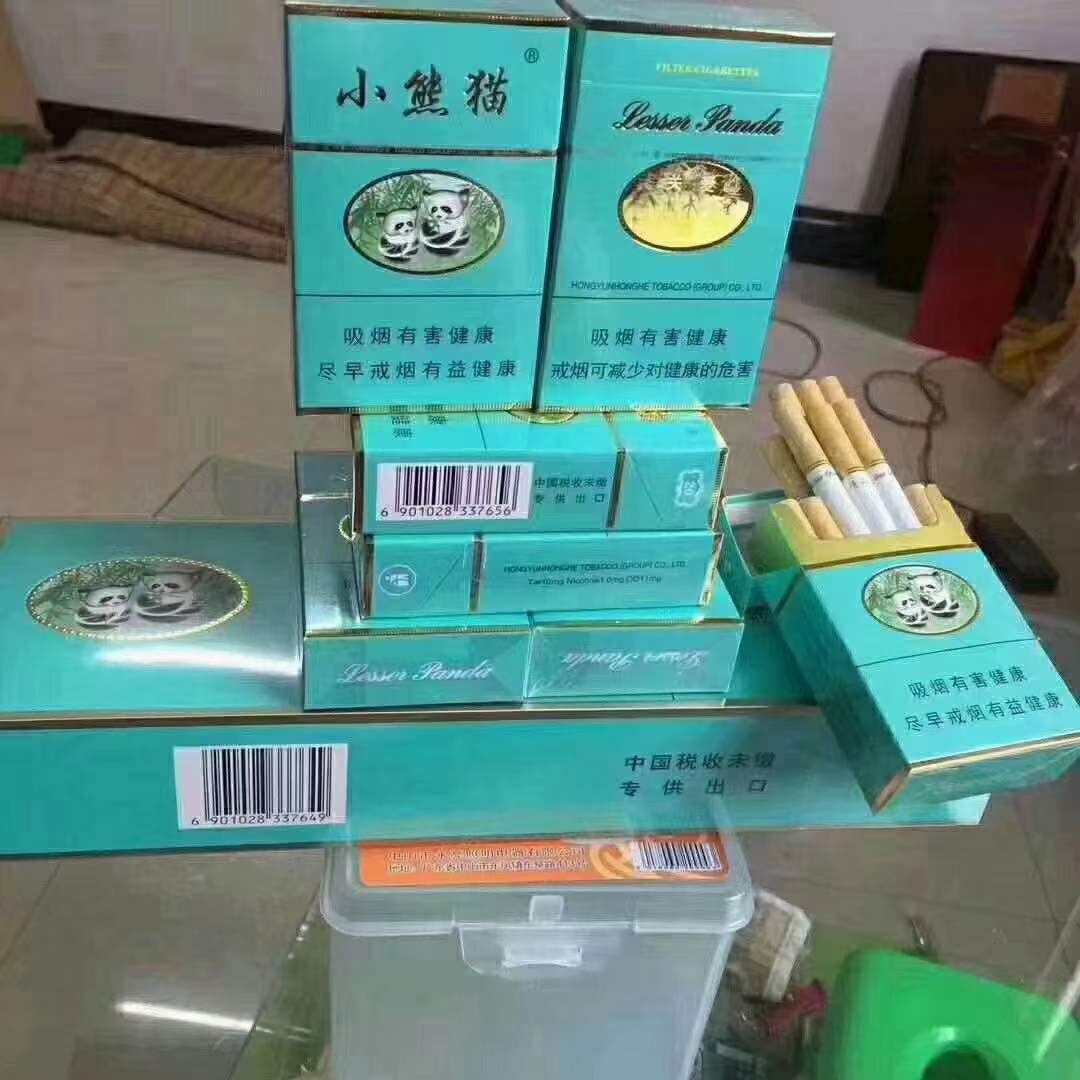 小熊猫®
吸烟有害健康
尽早戒烟有益健康
FILTER CIGARETTES
Lesser Panda
HONGYUNHONGHE TOBACCO (GROUP) CO., LTD.
吸烟有害健康
戒烟可减少对健康的危害
6 901028 337656
中国税收未缴
专供出口
20
HONGYUNHONGHE TOBACCO (GROUP) CO., LTD.
Lesser Panda
Lesser Panda
吸烟有害健康
尽早戒烟有益健康
6 901028 337649
中国税收未缴
专供出口